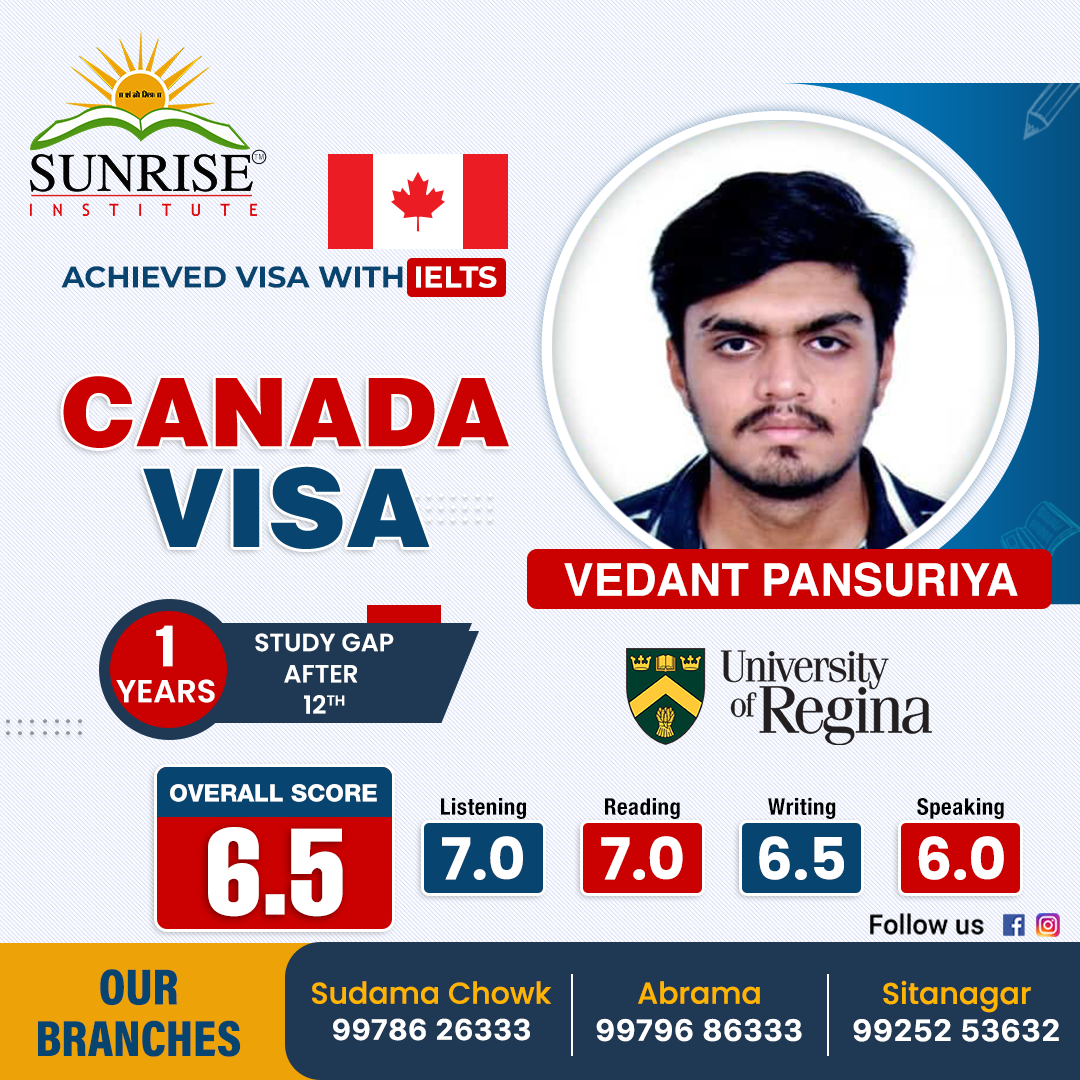 SUNRISE TM
INSTITUTE
ACHIEVED VISA WITH IELTS
CANADA
VISA
VEDANT PANSURIYA
1
YEARS
STUDY GAP
AFTER
12TH
University
of Regina
OVERALL SCORE
6.5
Listening
7.0
Reading
7.0
Writing
6.5
Speaking
6.0
Follow us
OUR
BRANCHES
Sudama Chowk
99786 26333
Abrama
99796 86333
Sitanagar
99252 53632